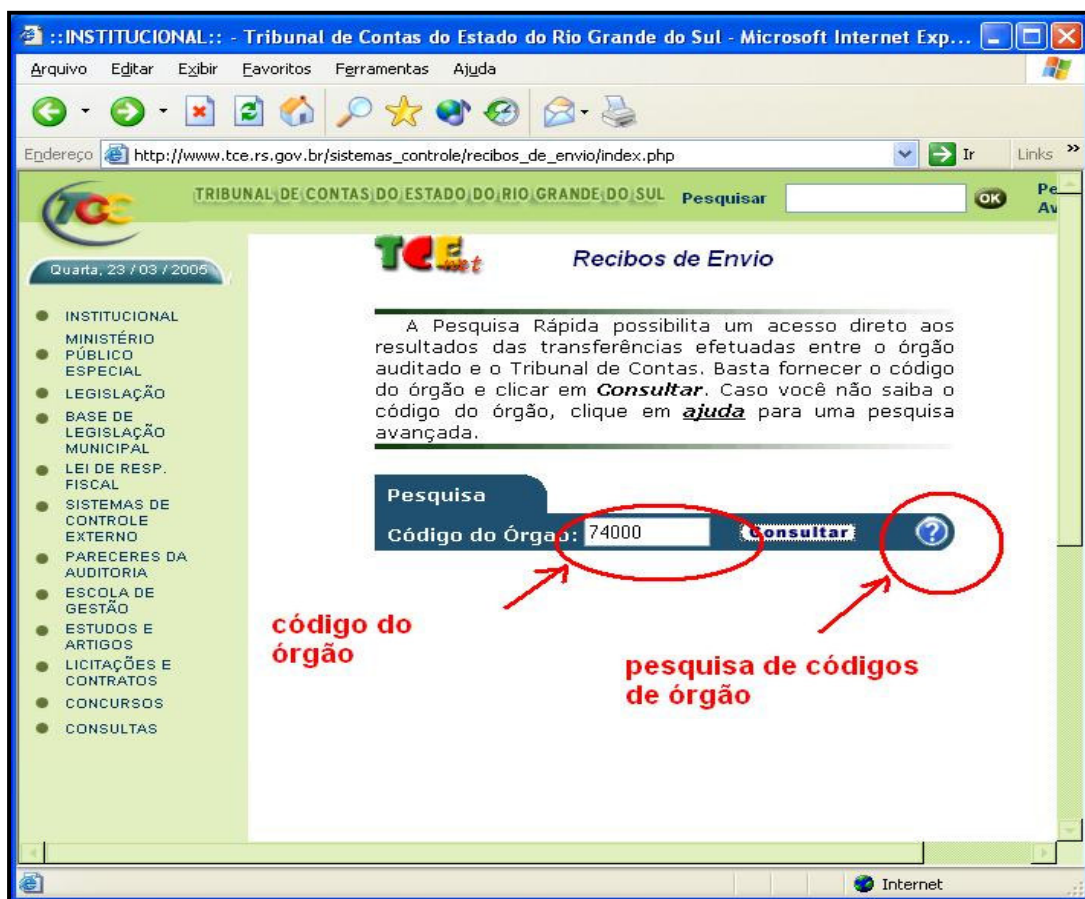 ::INSTITUCIONAL:: - Tribunal de Contas do Estado do Rio Grande do Sul - Microsoft Internet Exp...
Arquivo Editar Exibir Favoritos Ferramentas Ajuda
Endereço http://www.tce.rs.gov.br/sistemas_controle/recibos_de_envio/index.php Ir Links »
TCE
TRIBUNAL DE CONTAS DO ESTADO DO RIO GRANDE DO SUL Pesquisar OK Pe
Av
Quarta, 23 / 03 / 2005
TCEnet Recibos de Envio
INSTITUCIONAL
MINISTÉRIO
PÚBLICO
ESPECIAL
LEGISLAÇÃO
BASE DE
LEGISLAÇÃO
MUNICIPAL
LEI DE RESP.
FISCAL
SISTEMAS DE
CONTROLE
EXTERNO
PARECERES DA
AUDITORIA
ESCOLA DE
GESTÃO
ESTUDOS E
ARTIGOS
LICITAÇÕES E
CONTRATOS
CONCURSOS
CONSULTAS
A Pesquisa Rápida possibilita um acesso direto aos
resultados das transferências efetuadas entre o órgão
auditado e o Tribunal de Contas. Basta fornecer o código
do órgão e clicar em Consultar. Caso você não saiba o
código do órgão, clique em ajuda para uma pesquisa
avançada.
Pesquisa
Código do Órgao: 74000 Consultar ?
código do
órgão
pesquisa de códigos
de órgão
Internet